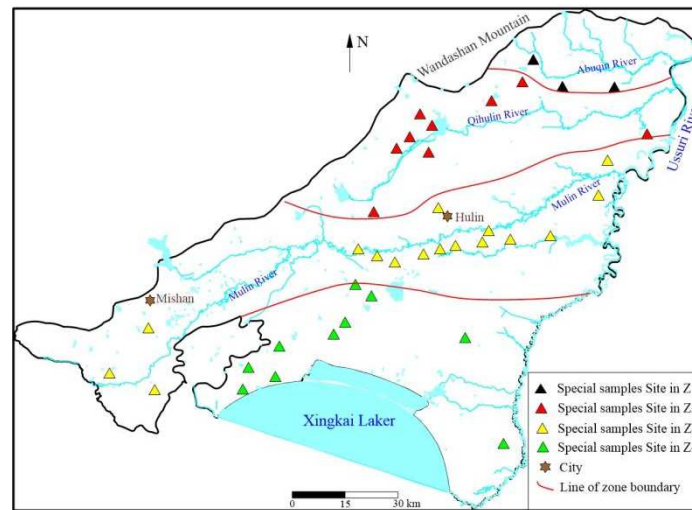 N
Wandashan Mountain
Abuqin River
Qihulin River
Ussuri River
Mulin River
Hulin
Mulin River
Mishan
Xingkai Laker
Special samples Site in Z
Special samples Site in Z
Special samples Site in Z
Special samples Site in Z
City
Line of zone boundary
0 15 30 km